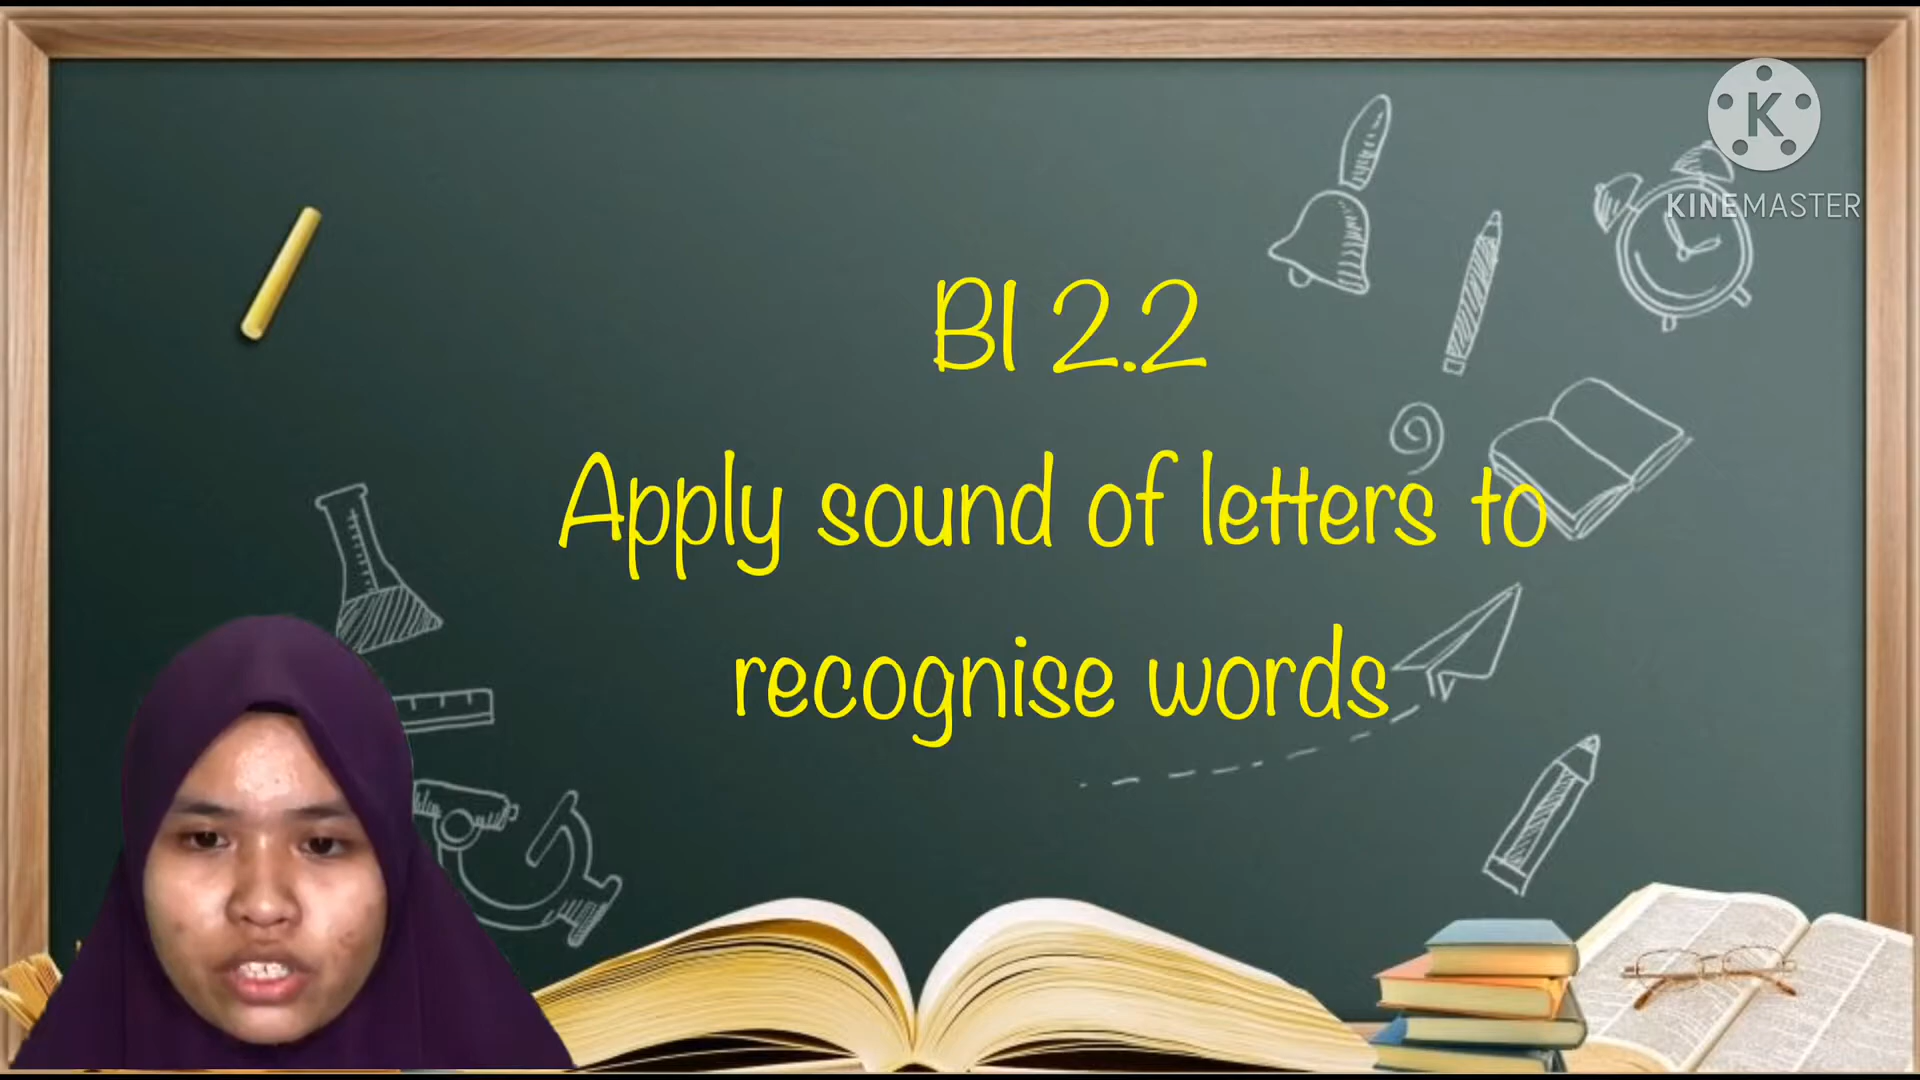 K
KINEMASTER
BI 2.2
Apply sound of letters to
recognise words